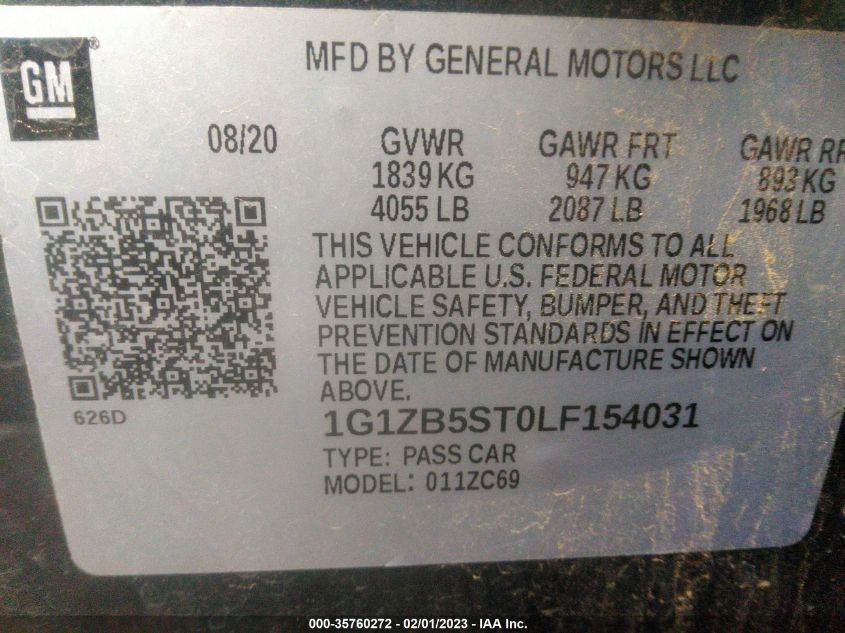 GM
®
MFD BY GENERAL MOTORS LLC
08/20 GVWR GAWR FRT GAWR RR
1839 KG 947 KG 893 KG
4055 LB 2087 LB 1968 LB
THIS VEHICLE CONFORMS TO ALL
APPLICABLE U.S. FEDERAL MOTOR
VEHICLE SAFETY, BUMPER, AND THEFT
PREVENTION STANDARDS IN EFFECT ON
THE DATE OF MANUFACTURE SHOWN
ABOVE.
626D
1G1ZB5ST0LF154031
TYPE: PASS CAR
MODEL: 011ZC69
000-35760272 - 02/01/2023 - IAA Inc.